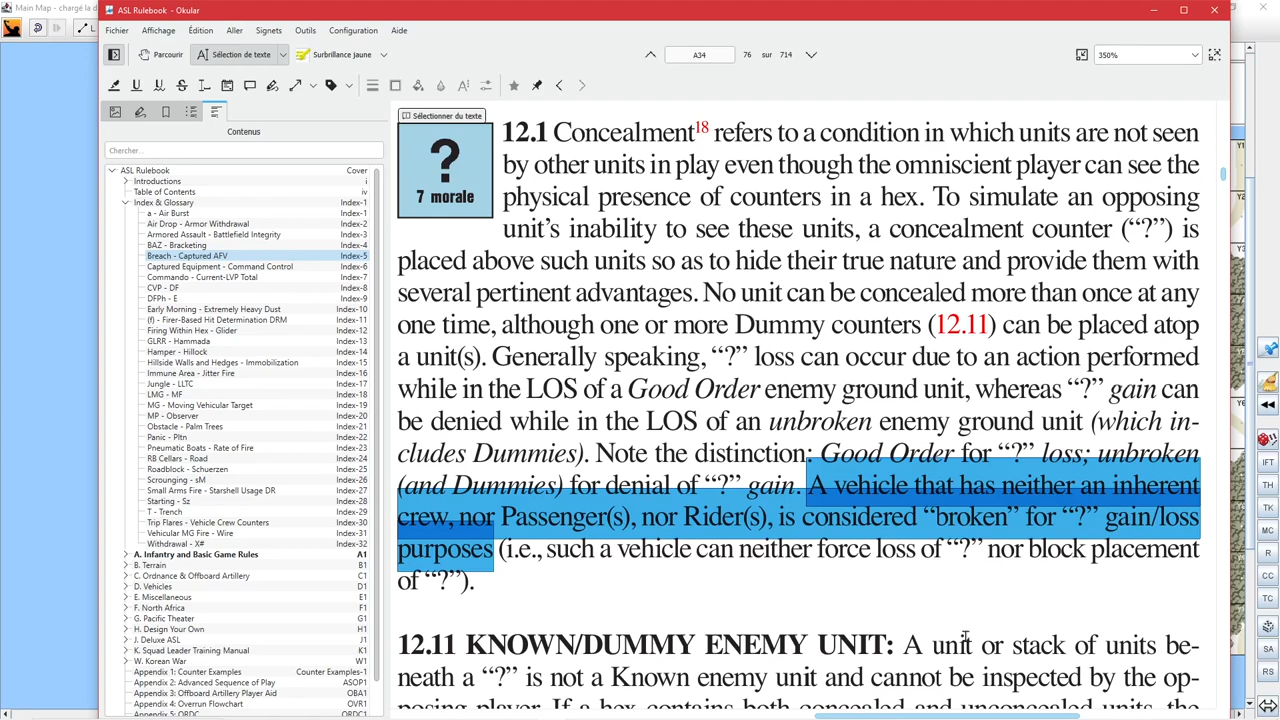 Main Map - chargé la d
ASL Rulebook - Okular
Fichier Affichage Édition Aller Signets Outils Configuration Aide
Parcourir Sélection de texte Surbrillance jaune A34 76 sur 714 350%
Contenus
Chercher...
ASL Rulebook Cover
Introductions i
Table of Contents iv
Index & Glossary Index-1
a - Air Burst Index-1
Air Drop - Armor Withdrawal Index-2
Armored Assault - Battlefield Integrity Index-3
BAZ - Bracketing Index-4
Breach - Captured AFV Index-5
Captured Equipment - Command Control Index-6
Commando - Current-LVP Total Index-7
CVP - DF Index-8
DFPh - E Index-9
Early Morning - Extremely Heavy Dust Index-10
(f) - Fire-Based Hit Determination DRM Index-11
Firing Within Hex - Glider Index-12
GLRR - Hammada Index-13
Hamper - Hillock Index-14
Hillside Walls and Hedges - Immobilization Index-15
Immune Area - Jitter Fire Index-16
Jungle - LLTC Index-17
LMG - MF Index-18
MG - Moving Vehicular Target Index-19
MP - Observer Index-20
Obstacle - Palm Trees Index-21
Panic - Pltn Index-22
Pneumatic Boats - Rate of Fire Index-23
RB Cellars - Road Index-24
Roadblock - Schuerzen Index-25
Scrounging - sM Index-26
Small Arms Fire - Starshell Usage DR Index-27
Starting - Sz Index-28
T - Trench Index-29
Trip Flares - Vehicle Crew Counters Index-30
Vehicular MG Fire - Wire Index-31
Withdrawal - X# Index-32
A. Infantry and Basic Game Rules A1
B. Terrain B1
C. Ordnance & Offboard Artillery C1
D. Vehicles D1
E. Miscellaneous E1
F. North Africa F1
G. Pacific Theater G1
H. Design Your Own H1
J. Deluxe ASL J1
K. Squad Leader Training Manual K1
W. Korean War W1
Appendix 1: Counter Examples Counter Examples-1
Appendix 2: Advanced Sequence of Play ASOP1
Appendix 3: Offboard Artillery Player Aid OBA1
Appendix 4: Overrun Flowchart OVR1
Sélectionner du texte
?
7 morale
12.1 Concealment18 refers to a condition in which units are not seen
by other units in play even though the omniscient player can see the
physical presence of counters in a hex. To simulate an opposing
unit’s inability to see these units, a concealment counter (“?”) is
placed above such units so as to hide their true nature and provide them with
several pertinent advantages. No unit can be concealed more than once at any
one time, although one or more Dummy counters (12.11) can be placed atop
a unit(s). Generally speaking, “?” loss can occur due to an action performed
while in the LOS of a Good Order enemy ground unit, whereas “?” gain can
be denied while in the LOS of an unbroken enemy ground unit (which in-
cludes Dummies). Note the distinction: Good Order for “?” loss; unbroken
(and Dummies) for denial of “?” gain. A vehicle that has neither an inherent
crew, nor Passenger(s), nor Rider(s), is considered “broken” for “?” gain/loss
purposes (i.e., such a vehicle can neither force loss of “?” nor block placement
of “?”).
12.11 KNOWN/DUMMY ENEMY UNIT: A unit or stack of units be-
neath a “?” is not a Known enemy unit and cannot be inspected by the op-
posing player. If a hex contains both concealed and unconcealed units, the
IFT
TH
TK
MC
R
CC
TC
SA
RS